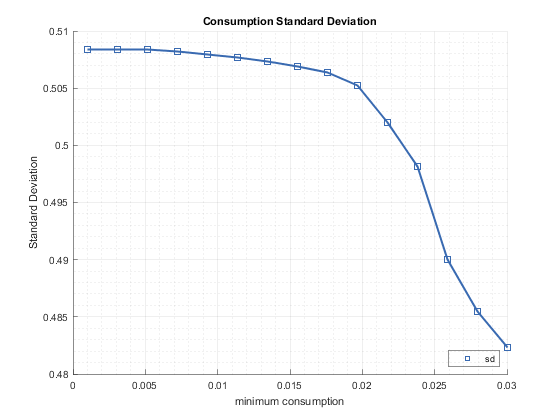 Consumption Standard Deviation
0.51
0.505
0.5
0.495
0.49
0.485
0.48
Standard Deviation
sd
0 0.005 0.01 0.015 0.02 0.025 0.03
minimum consumption